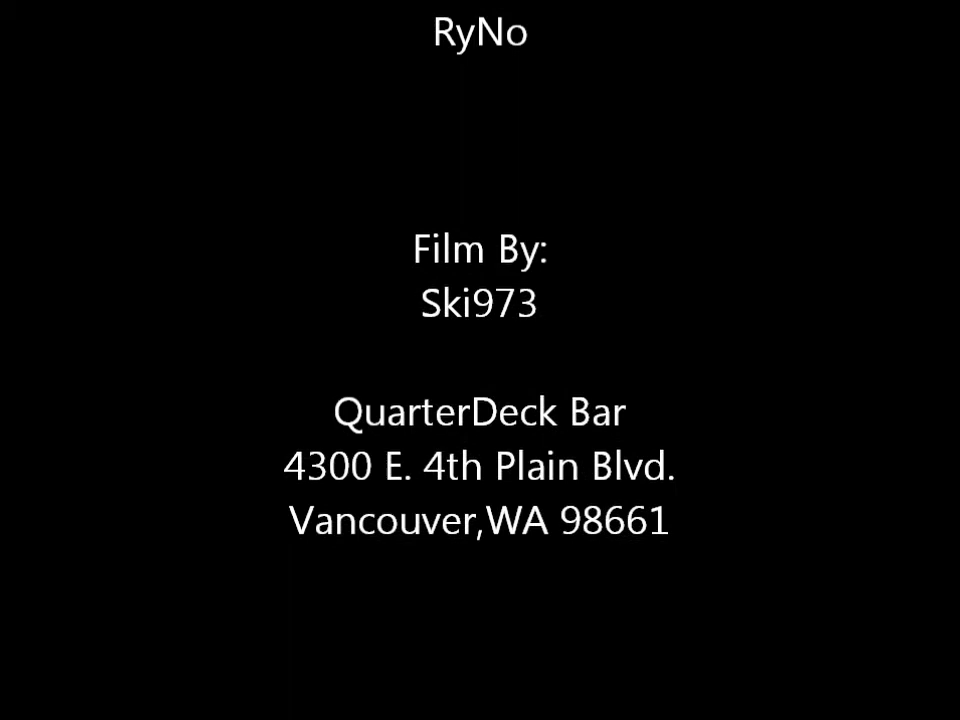 RyNo
Film By:
Ski973
QuarterDeck Bar
4300 E. 4th Plain Blvd.
Vancouver,WA 98661